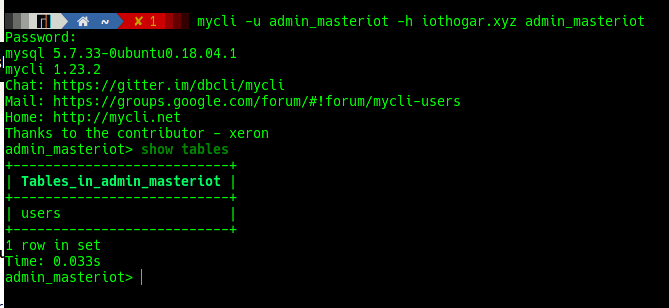 ✘ 1 mycli -u admin_masteriot -h iothogar.xyz admin_masteriot
Password:
mysql 5.7.33-0ubuntu0.18.04.1
mycli 1.23.2
Chat: https://gitter.im/dbcli/mycli
Mail: https://groups.google.com/forum/#!forum/mycli-users
Home: http://mycli.net
Thanks to the contributor - xeron
admin_masteriot> show tables
+---------------------------+
| Tables_in_admin_masteriot |
+---------------------------+
| users                     |
+---------------------------+
1 row in set
Time: 0.033s
admin_masteriot>